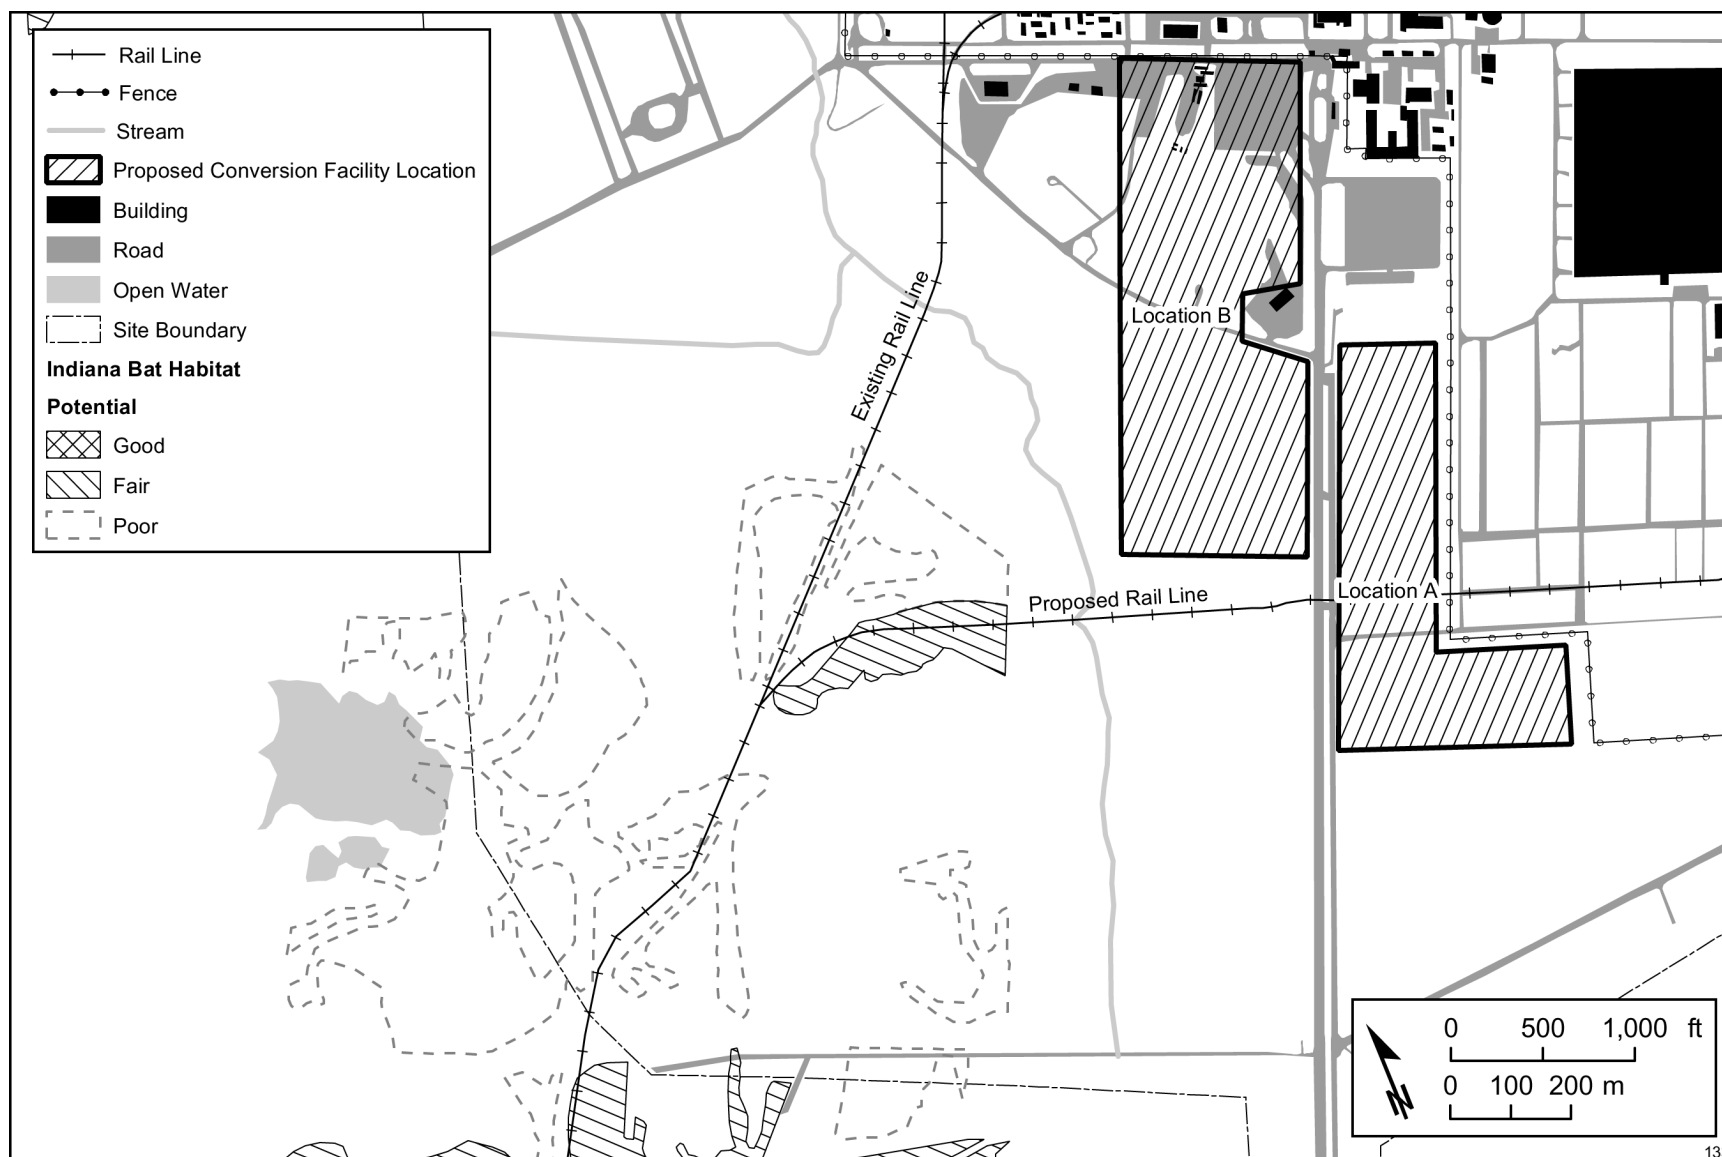 Rail Line
Fence
Stream
Proposed Conversion Facility Location
Building
Road
Open Water
Site Boundary
Indiana Bat Habitat
Potential
Good
Fair
Poor
Existing Rail Line
Location B
Proposed Rail Line
Location A
0 500 1,000 ft
0 100 200 m
N
13